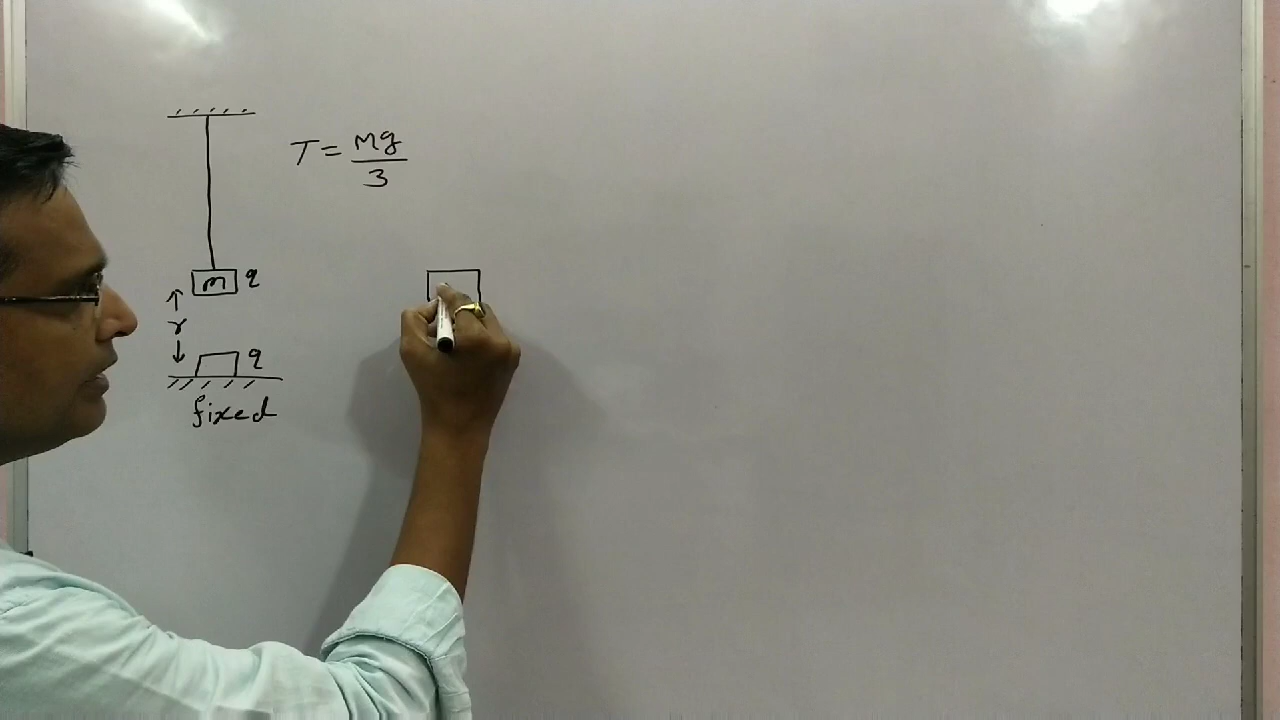 T = Mg/3
m q
r
q
fixed